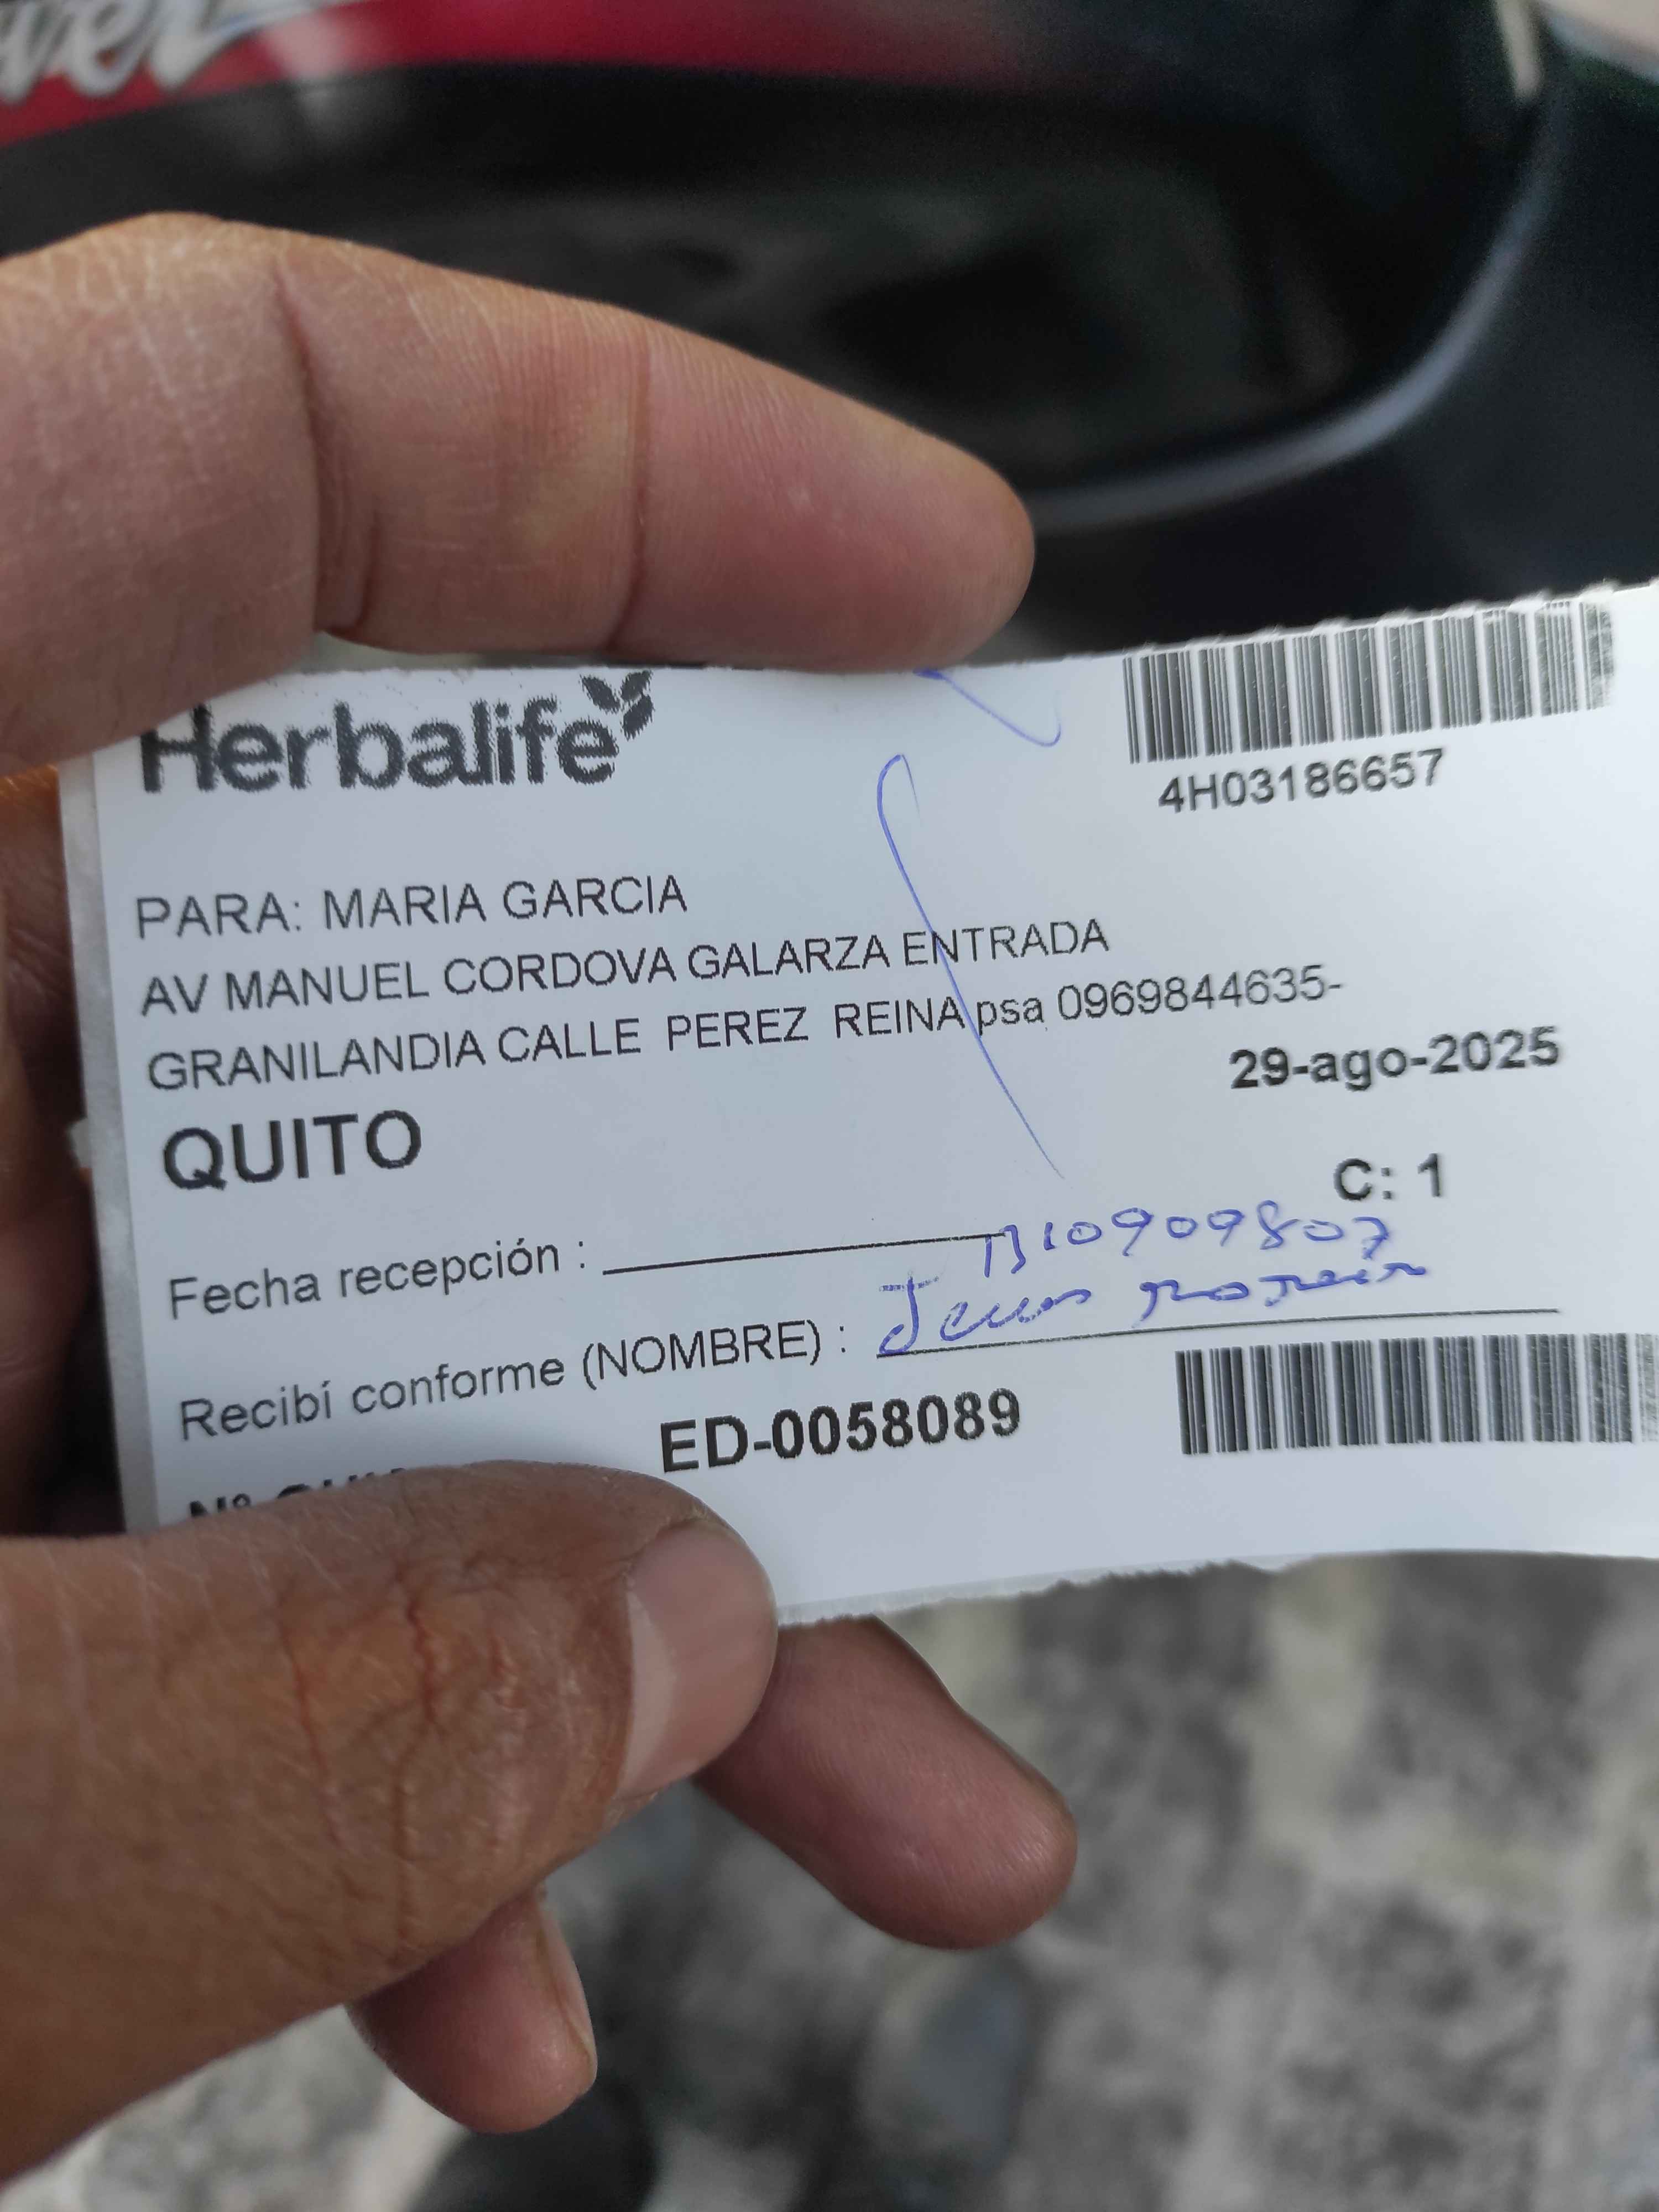 Herbalife
4H03186657
PARA: MARIA GARCIA
AV MANUEL CORDOVA GALARZA ENTRADA
GRANILANDIA CALLE PEREZ REINA psa 0969844635-
29-ago-2025
QUITO
C: 1
Fecha recepción : 1310909807
Recibí conforme (NOMBRE) :
ED-0058089